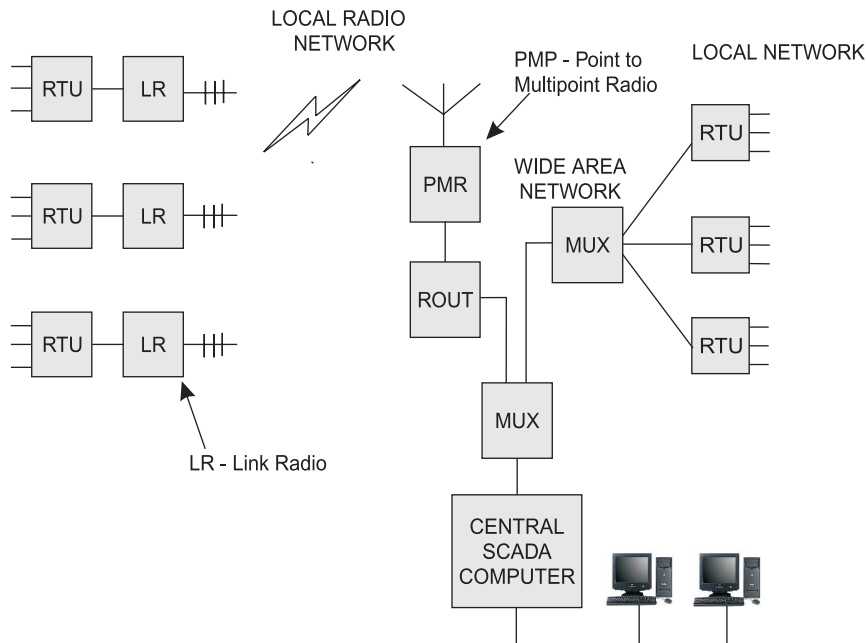 LOCAL RADIO
NETWORK
PMP - Point to
Multipoint Radio
LOCAL NETWORK
RTU
LR
RTU
PMR
WIDE AREA
NETWORK
RTU
LR
MUX
RTU
ROUT
RTU
LR
RTU
MUX
LR - Link Radio
CENTRAL
SCADA
COMPUTER